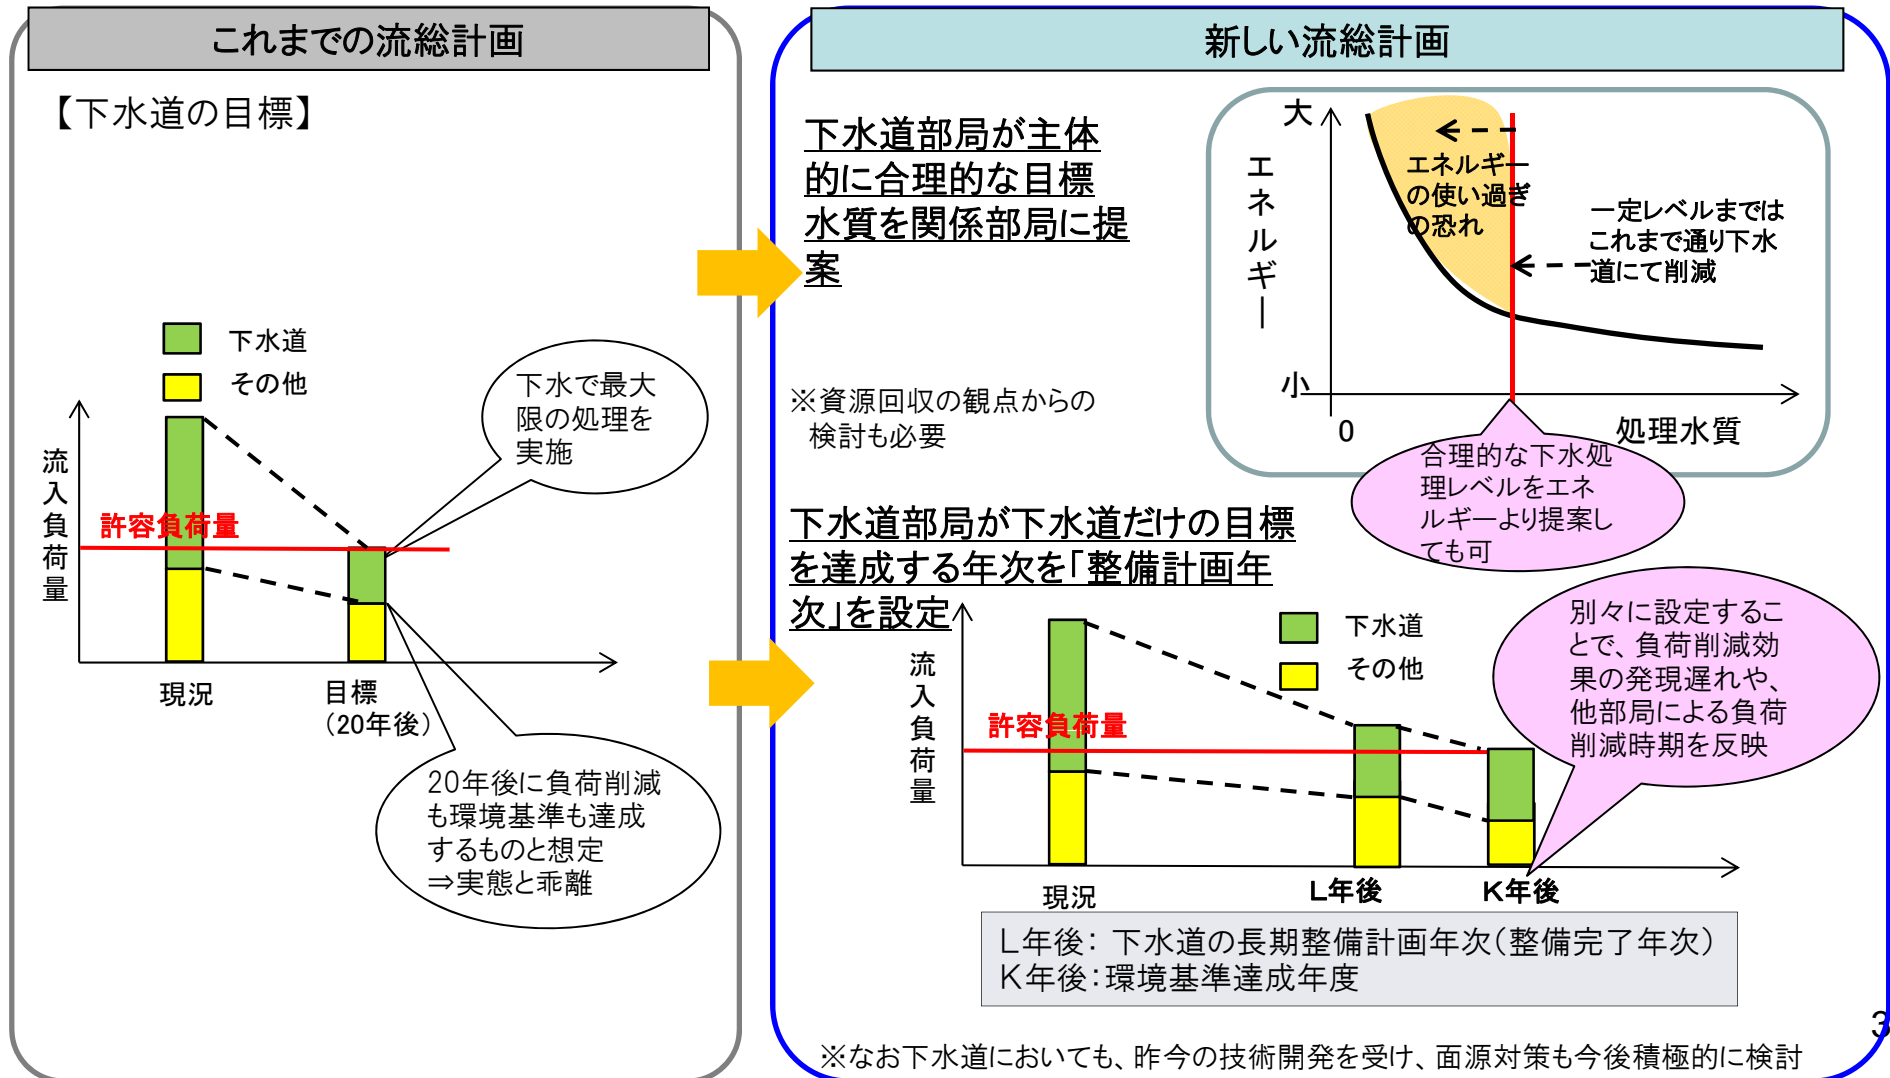 これまでの流総計画
【下水道の目標】
下水道
その他
下水で最大
限の処理を
実施
流入負荷量
許容負荷量
現況
目標
（20年後）
20年後に負荷削減
も環境基準も達成
するものと想定
⇒実態と乖離
新しい流総計画
下水道部局が主体
的に合理的な目標
水質を関係部局に提
案
※資源回収の観点からの
検討も必要
大
エネルギー
小
0
処理水質
エネルギー
の使い過ぎ
の恐れ
一定レベルまでは
これまで通り下水
道にて削減
合理的な下水処
理レベルをエネ
ルギーより提案し
ても可
下水道部局が下水道だけの目標
を達成する年次を「整備計画年
次」を設定
下水道
その他
流入負荷量
許容負荷量
現況
L年後
K年後
別々に設定するこ
とで、負荷削減効
果の発現遅れや、
他部局による負荷
削減時期を反映
L年後： 下水道の長期整備計画年次（整備完了年次）
K年後：環境基準達成年度
※なお下水道においても、昨今の技術開発を受け、面源対策も今後積極的に検討
3